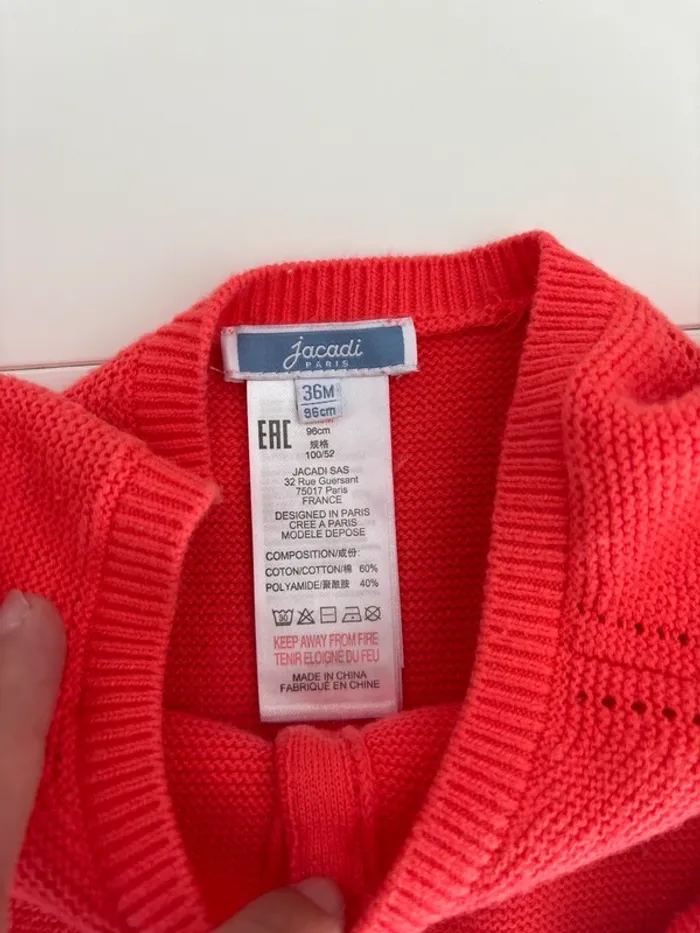 jacadi
PARIS
36M
96cm
EAC
96cm
规格
100/52
JACADI SAS
32 Rue Guersant
75017 Paris
FRANCE
DESIGNED IN PARIS
CREE A PARIS
MODELE DEPOSE
COMPOSITION/成份:
COTON/COTTON/棉 60%
POLYAMIDE/聚酰胺 40%
30
KEEP AWAY FROM FIRE
TENIR ELOIGNE DU FEU
MADE IN CHINA
FABRIQUÉ EN CHINE